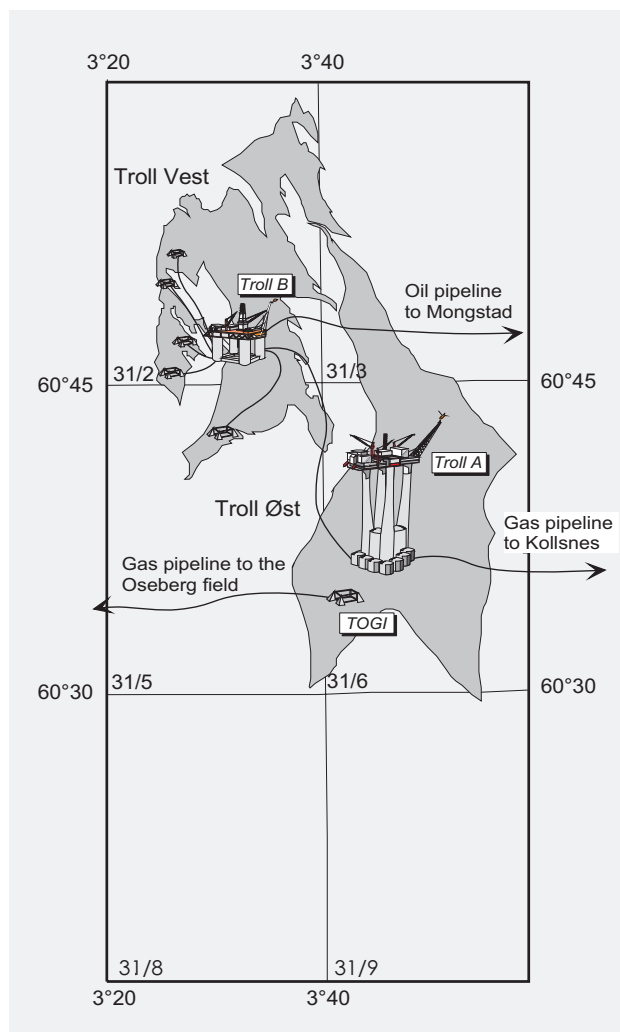 3°20
3°40
Troll Vest
Troll B
Oil pipeline
to Mongstad
31/2
31/3
60°45
60°45
Troll A
Troll Øst
Gas pipeline
to Kollsnes
Gas pipeline to the
Oseberg field
TOGI
31/5
31/6
60°30
60°30
31/8
31/9
3°20
3°40